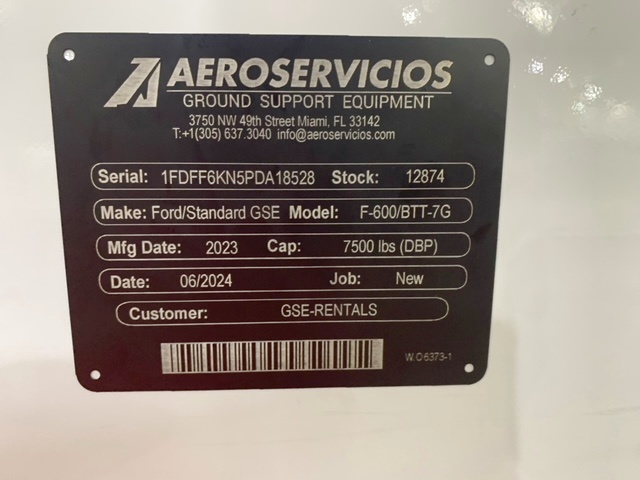 AEROSERVICIOS
GROUND SUPPORT EQUIPMENT
3750 NW 49th Street Miami, FL 33142
T:+1(305) 637.3040 info@aeroservicios.com
Serial: 1FDFF6KN5PDA18528 Stock: 12874
Make: Ford/Standard GSE Model: F-600/BTT-7G
Mfg Date: 2023 Cap: 7500 lbs (DBP)
Date: 06/2024 Job: New
Customer: GSE-RENTALS
W.O6373-1